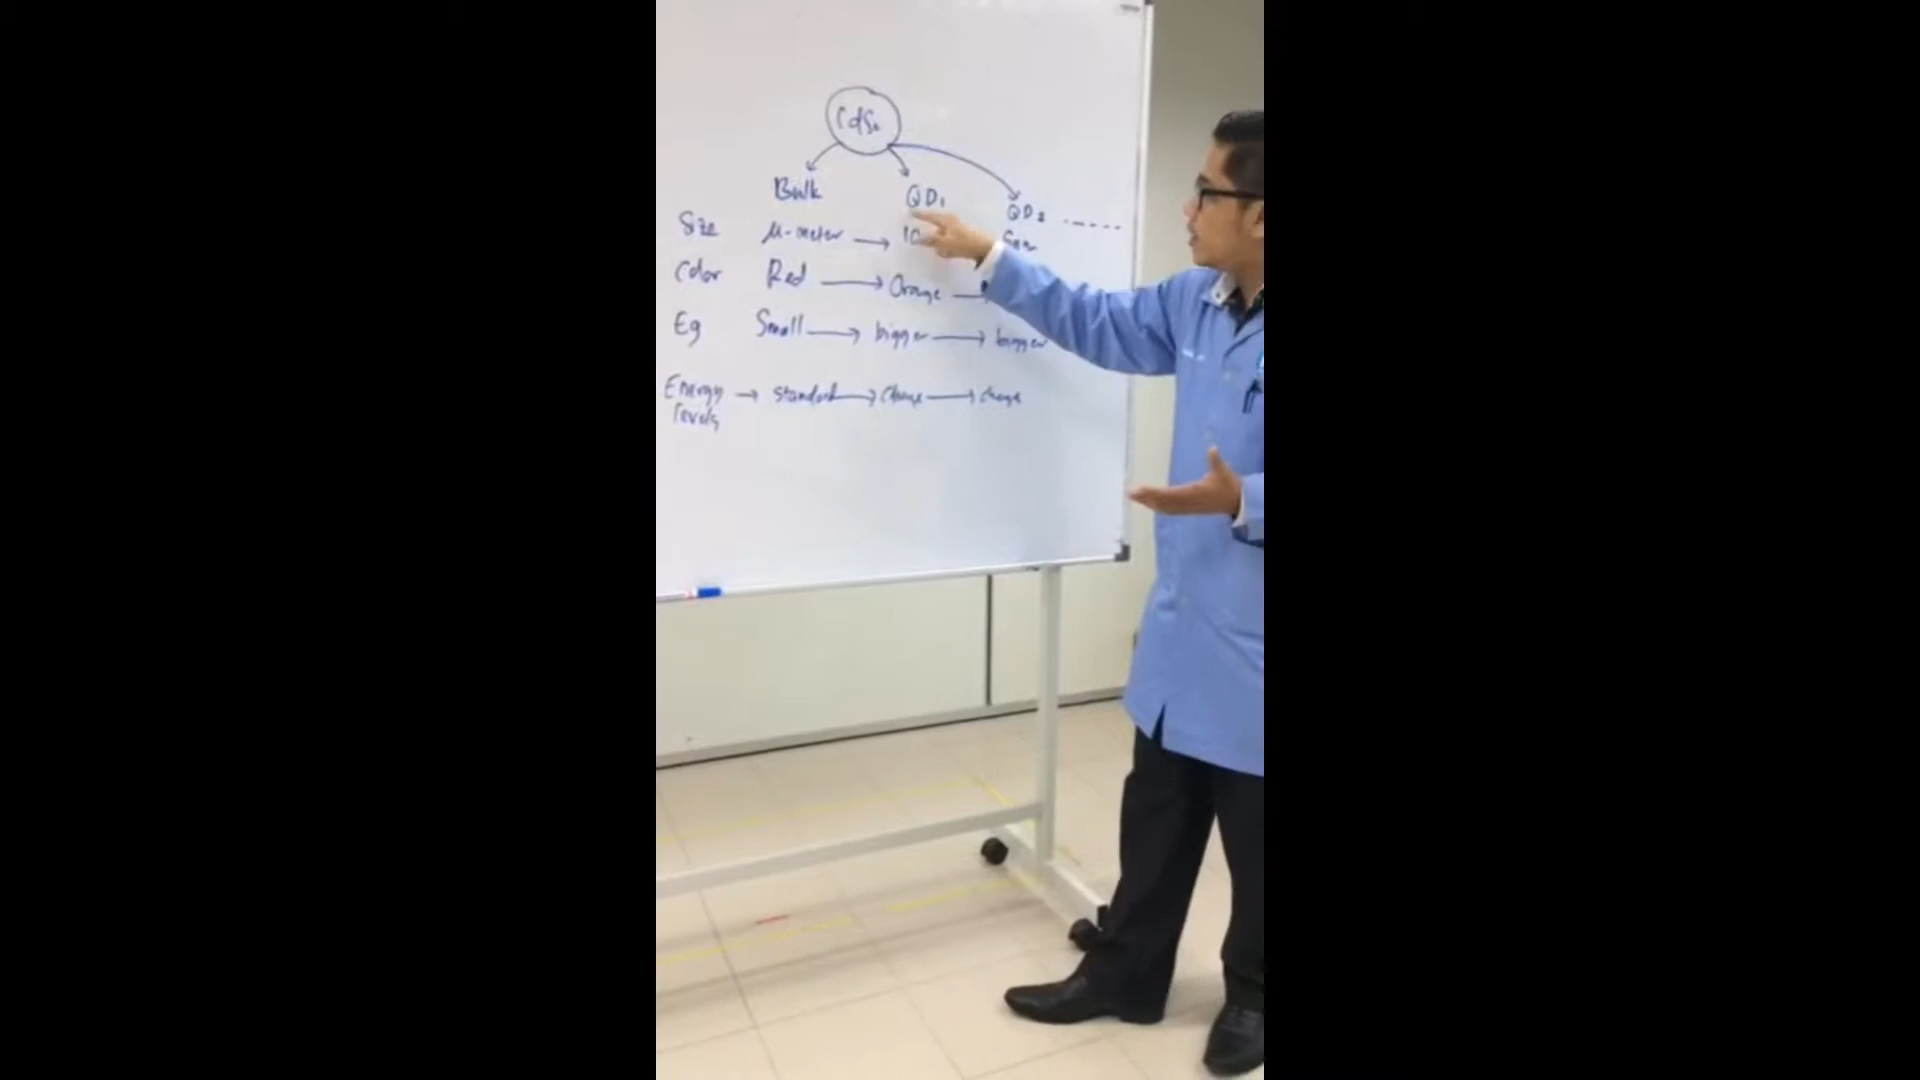 CdSe
Bulk QD1 QD2 -----
Size μ-meter → 10 5nm
Color Red → Orange →
Eg Small → bigger → bigger
Energy levels → standard → change → change